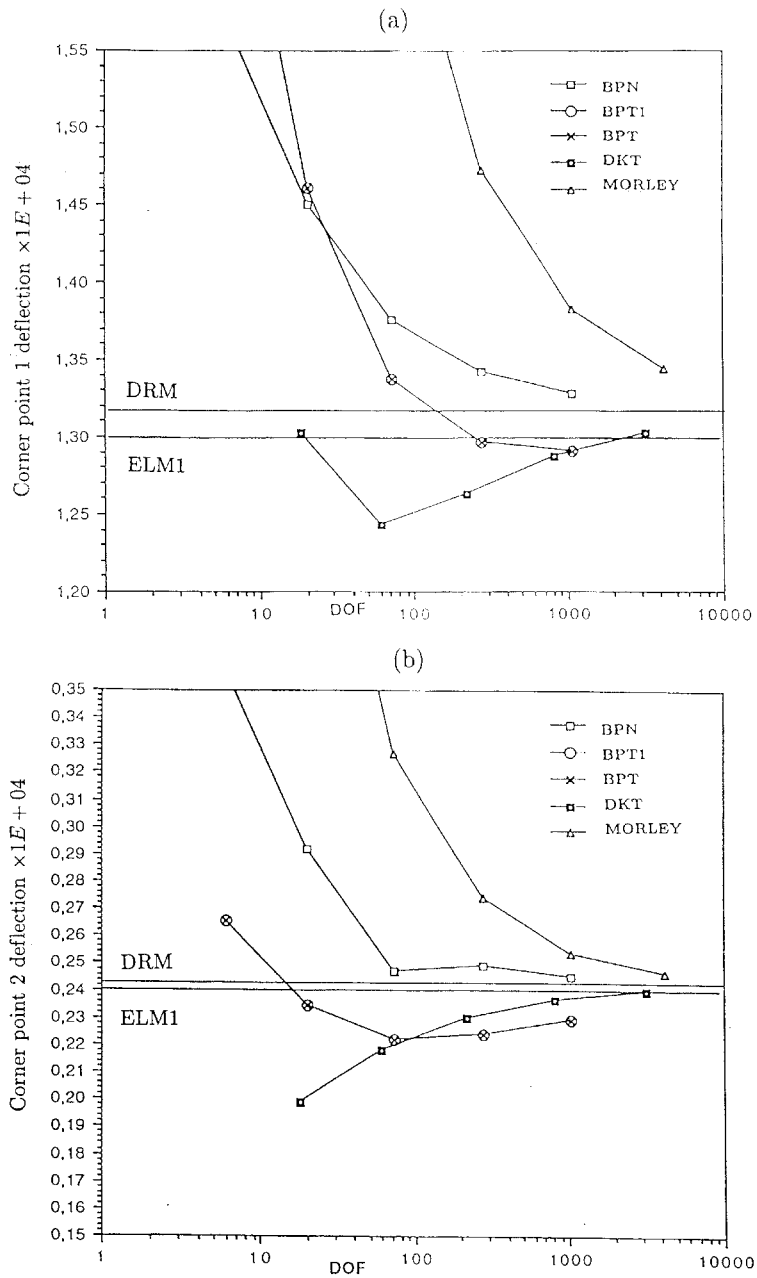 (a)
Corner point 1 deflection ×1E + 04
1,55
1,50
1,45
1,40
1,35
1,30
1,25
1,20
BPN
BPT1
BPT
DKT
MORLEY
DRM
ELM1
1
10
100
1000
10000
DOF
(b)
Corner point 2 deflection ×1E + 04
0,35
0,34
0,33
0,32
0,31
0,30
0,29
0,28
0,27
0,26
0,25
0,24
0,23
0,22
0,21
0,20
0,19
0,18
0,17
0,16
0,15
BPN
BPT1
BPT
DKT
MORLEY
DRM
ELM1
1
10
100
1000
10000
DOF